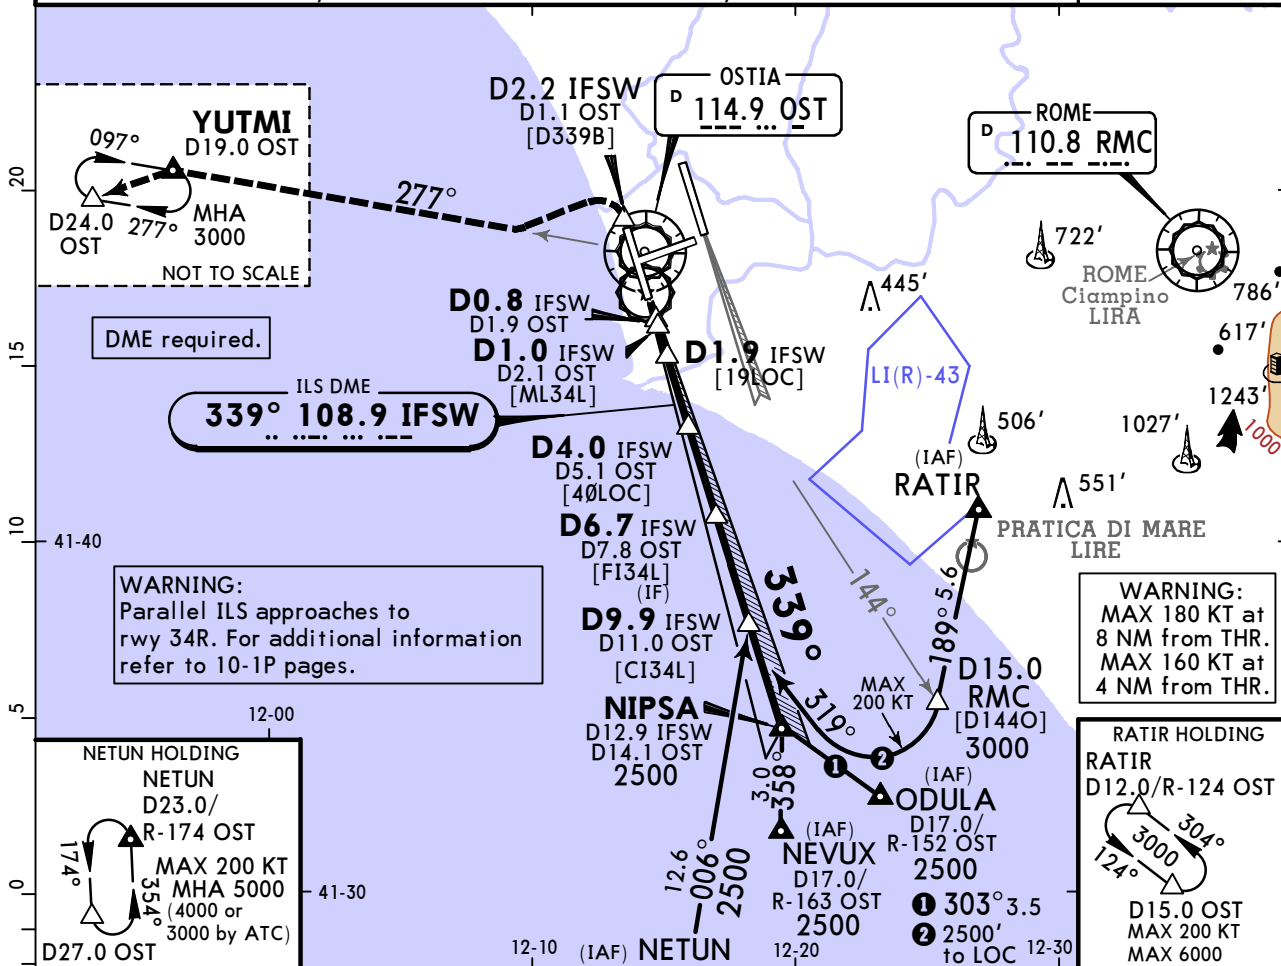 D2.2 IFSW
D1.1 OST
[D339B]
OSTIA
D 114.9 OST
ROME
D 110.8 RMC
097°
YUTMI
D19.0 OST
277°
D24.0
OST
277°
MHA
3000
NOT TO SCALE
20
15
10
5
0
722'
ROME
Ciampino
LIRA
786'
617'
445'
LI(R)-43
DME required.
D0.8 IFSW
D1.9 OST
D1.0 IFSW
D2.1 OST
[ML34L]
D1.9 IFSW
[19LOC]
ILS DME
339° 108.9 IFSW
1243'
1000
506'
1027'
551'
D4.0 IFSW
D5.1 OST
[4ØLOC]
(IAF)
RATIR
PRATICA DI MARE
LIRE
41-40
D6.7 IFSW
D7.8 OST
[FI34L]
(IF)
D9.9 IFSW
D11.0 OST
[CI34L]
WARNING:
Parallel ILS approaches to
rwy 34R. For additional information
refer to 10-1P pages.
339°
144°
189° 5.6
WARNING:
MAX 180 KT at
8 NM from THR.
MAX 160 KT at
4 NM from THR.
D15.0
RMC
[D144O]
3000
MAX
200 KT
319°
12-00
NIPSA
D12.9 IFSW
D14.1 OST
2500
3.0
358°
1
2
(IAF)
ODULA
D17.0/
R-152 OST
2500
(IAF)
NEVUX
D17.0/
R-163 OST
2500
1 303° 3.5
2 2500'
to LOC
12.6
006°
2500
(IAF) NETUN
12-10
12-20
12-30
41-30
NETUN HOLDING
NETUN
D23.0/
R-174 OST
174°
354°
MAX 200 KT
MHA 5000
(4000 or
3000 by ATC)
D27.0 OST
RATIR HOLDING
RATIR
D12.0/R-124 OST
304°
3000
124°
D15.0 OST
MAX 200 KT
MAX 6000